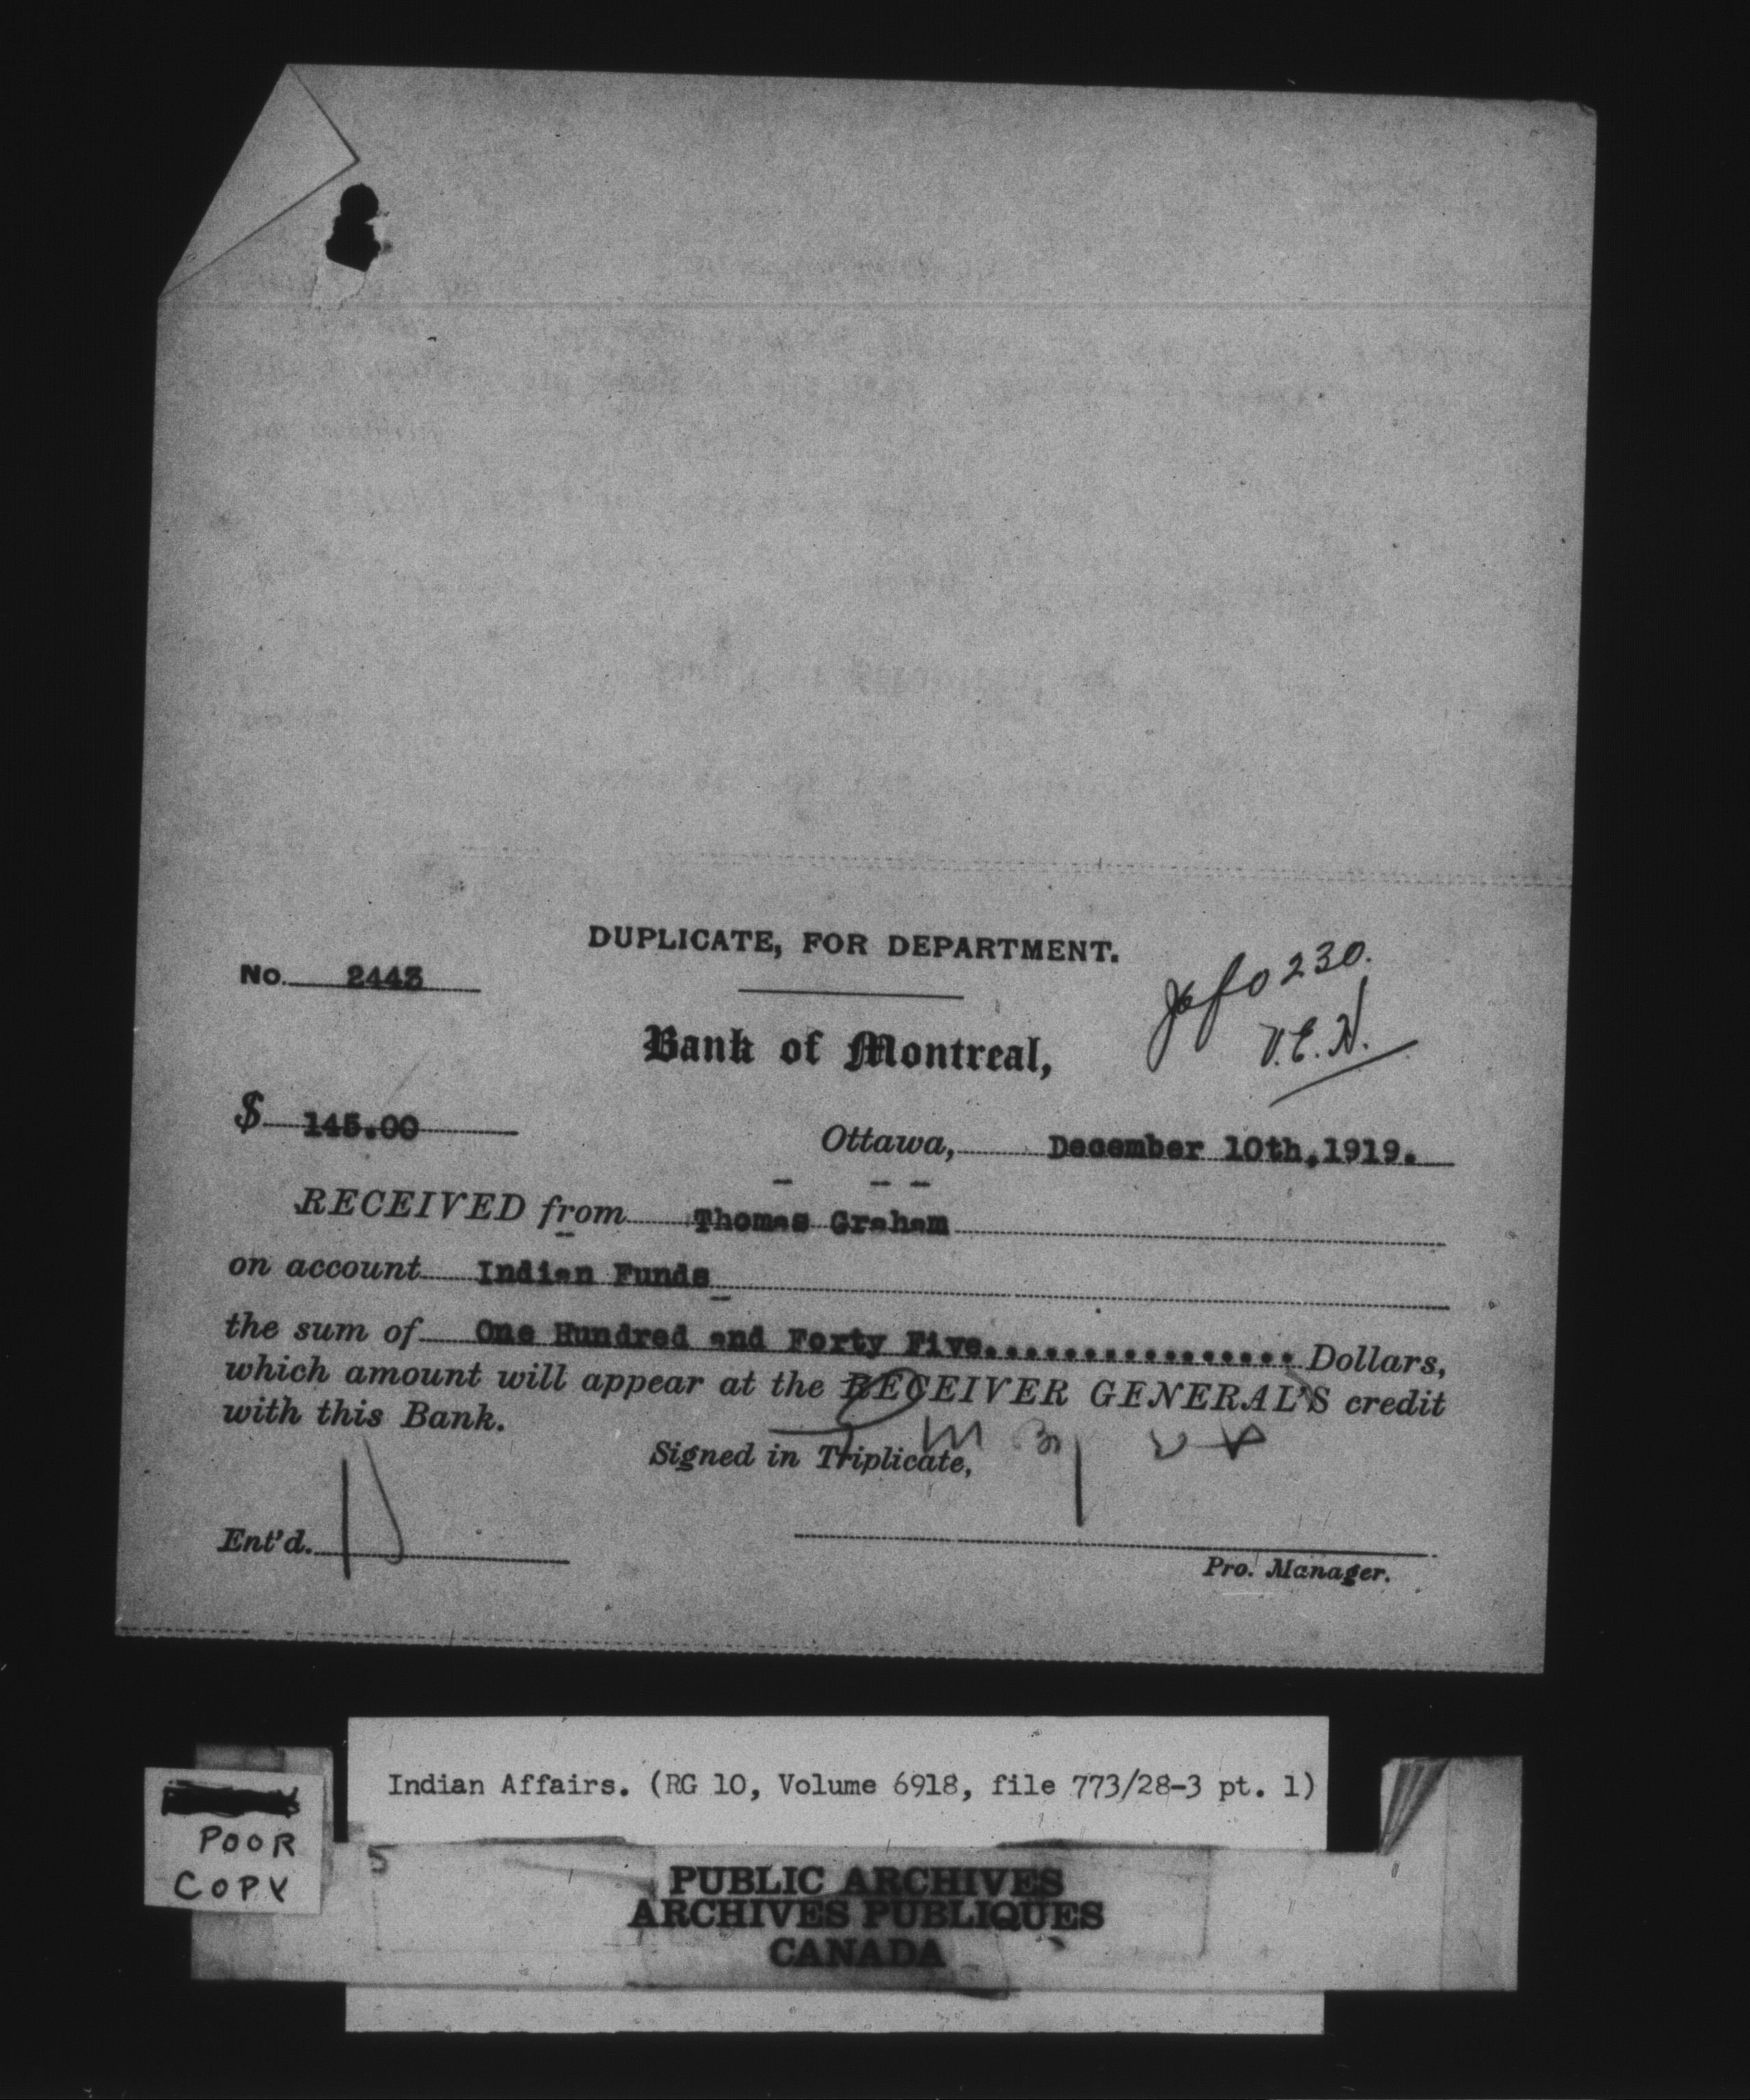 DUPLICATE, FOR DEPARTMENT.
No. 2443
230.
V.E.N.
Bank of Montreal,
$ 145.00
Ottawa, December 10th, 1919.
RECEIVED from Thomas Graham
on account Indian Funds
the sum of One Hundred and Forty Five................ Dollars,
which amount will appear at the RECEIVER GENERAL'S credit
with this Bank.
Signed in Triplicate,
Ent'd.
Pro. Manager.
Indian Affairs. (RG 10, Volume 6918, file 773/28-3 pt. 1)
POOR
COPY
PUBLIC ARCHIVES
ARCHIVES PUBLIQUES
CANADA